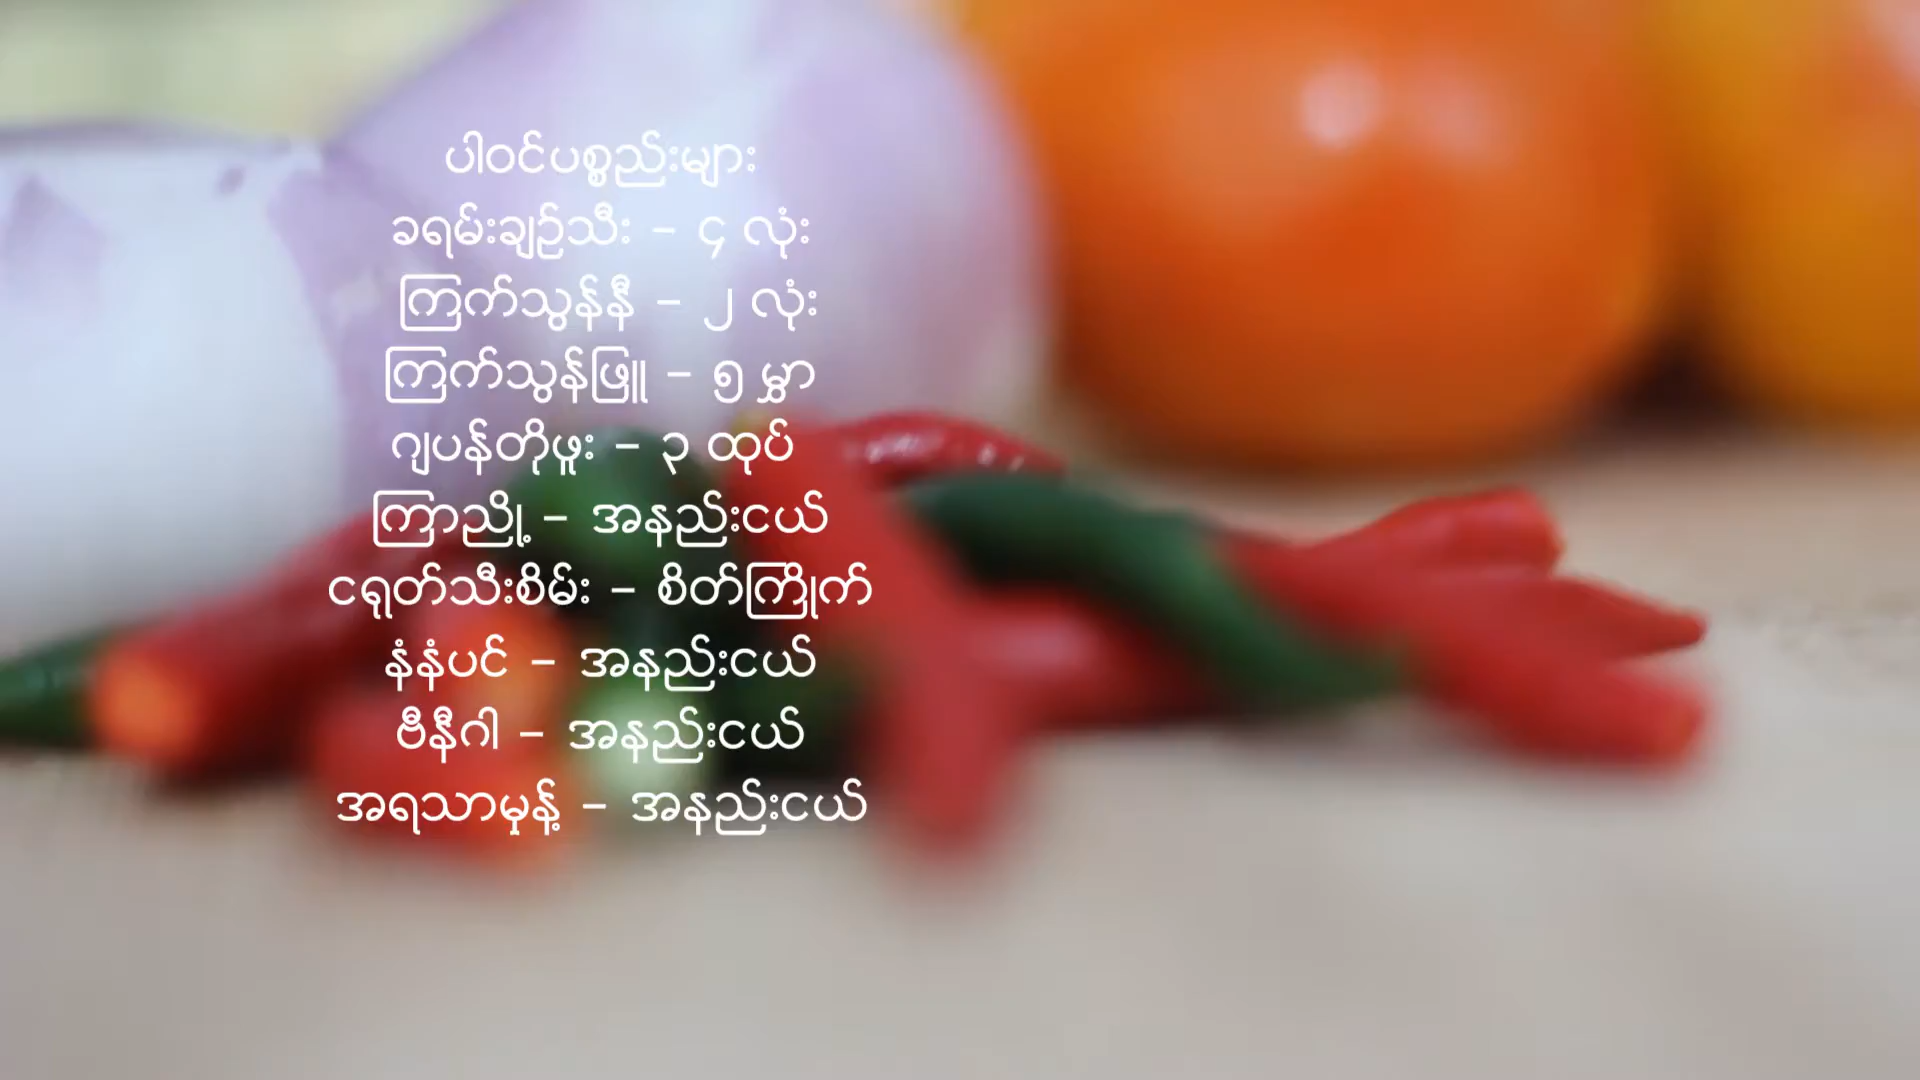 ပါဝင်ပစ္စည်းများ
ခရမ်းချဉ်သီး - ၄ လုံး
ကြက်သွန်နီ - ၂ လုံး
ကြက်သွန်ဖြူ - ၅ မွှာ
ဂျပန်တိုဖူး - ၃ ထုပ်
ကြာညို့ - အနည်းငယ်
ငရုတ်သီးစိမ်း - စိတ်ကြိုက်
နံနံပင် - အနည်းငယ်
ဗီနီဂါ - အနည်းငယ်
အရသာမှုန့် - အနည်းငယ်